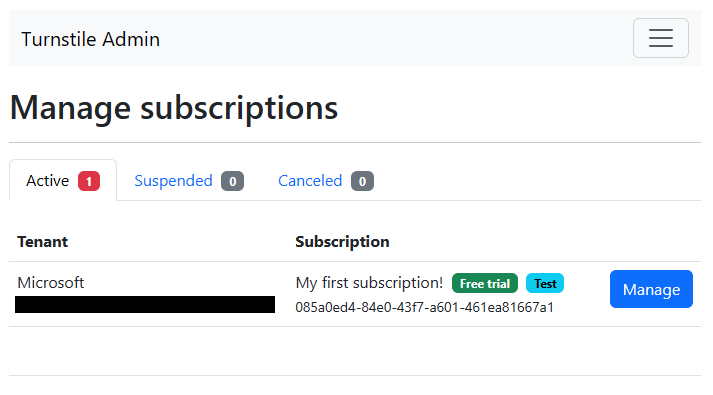 Turnstile Admin
Manage subscriptions
Active 1 Suspended 0 Canceled 0
Tenant Subscription
Microsoft My first subscription! Free trial Test Manage
085a0ed4-84e0-43f7-a601-461ea81667a1